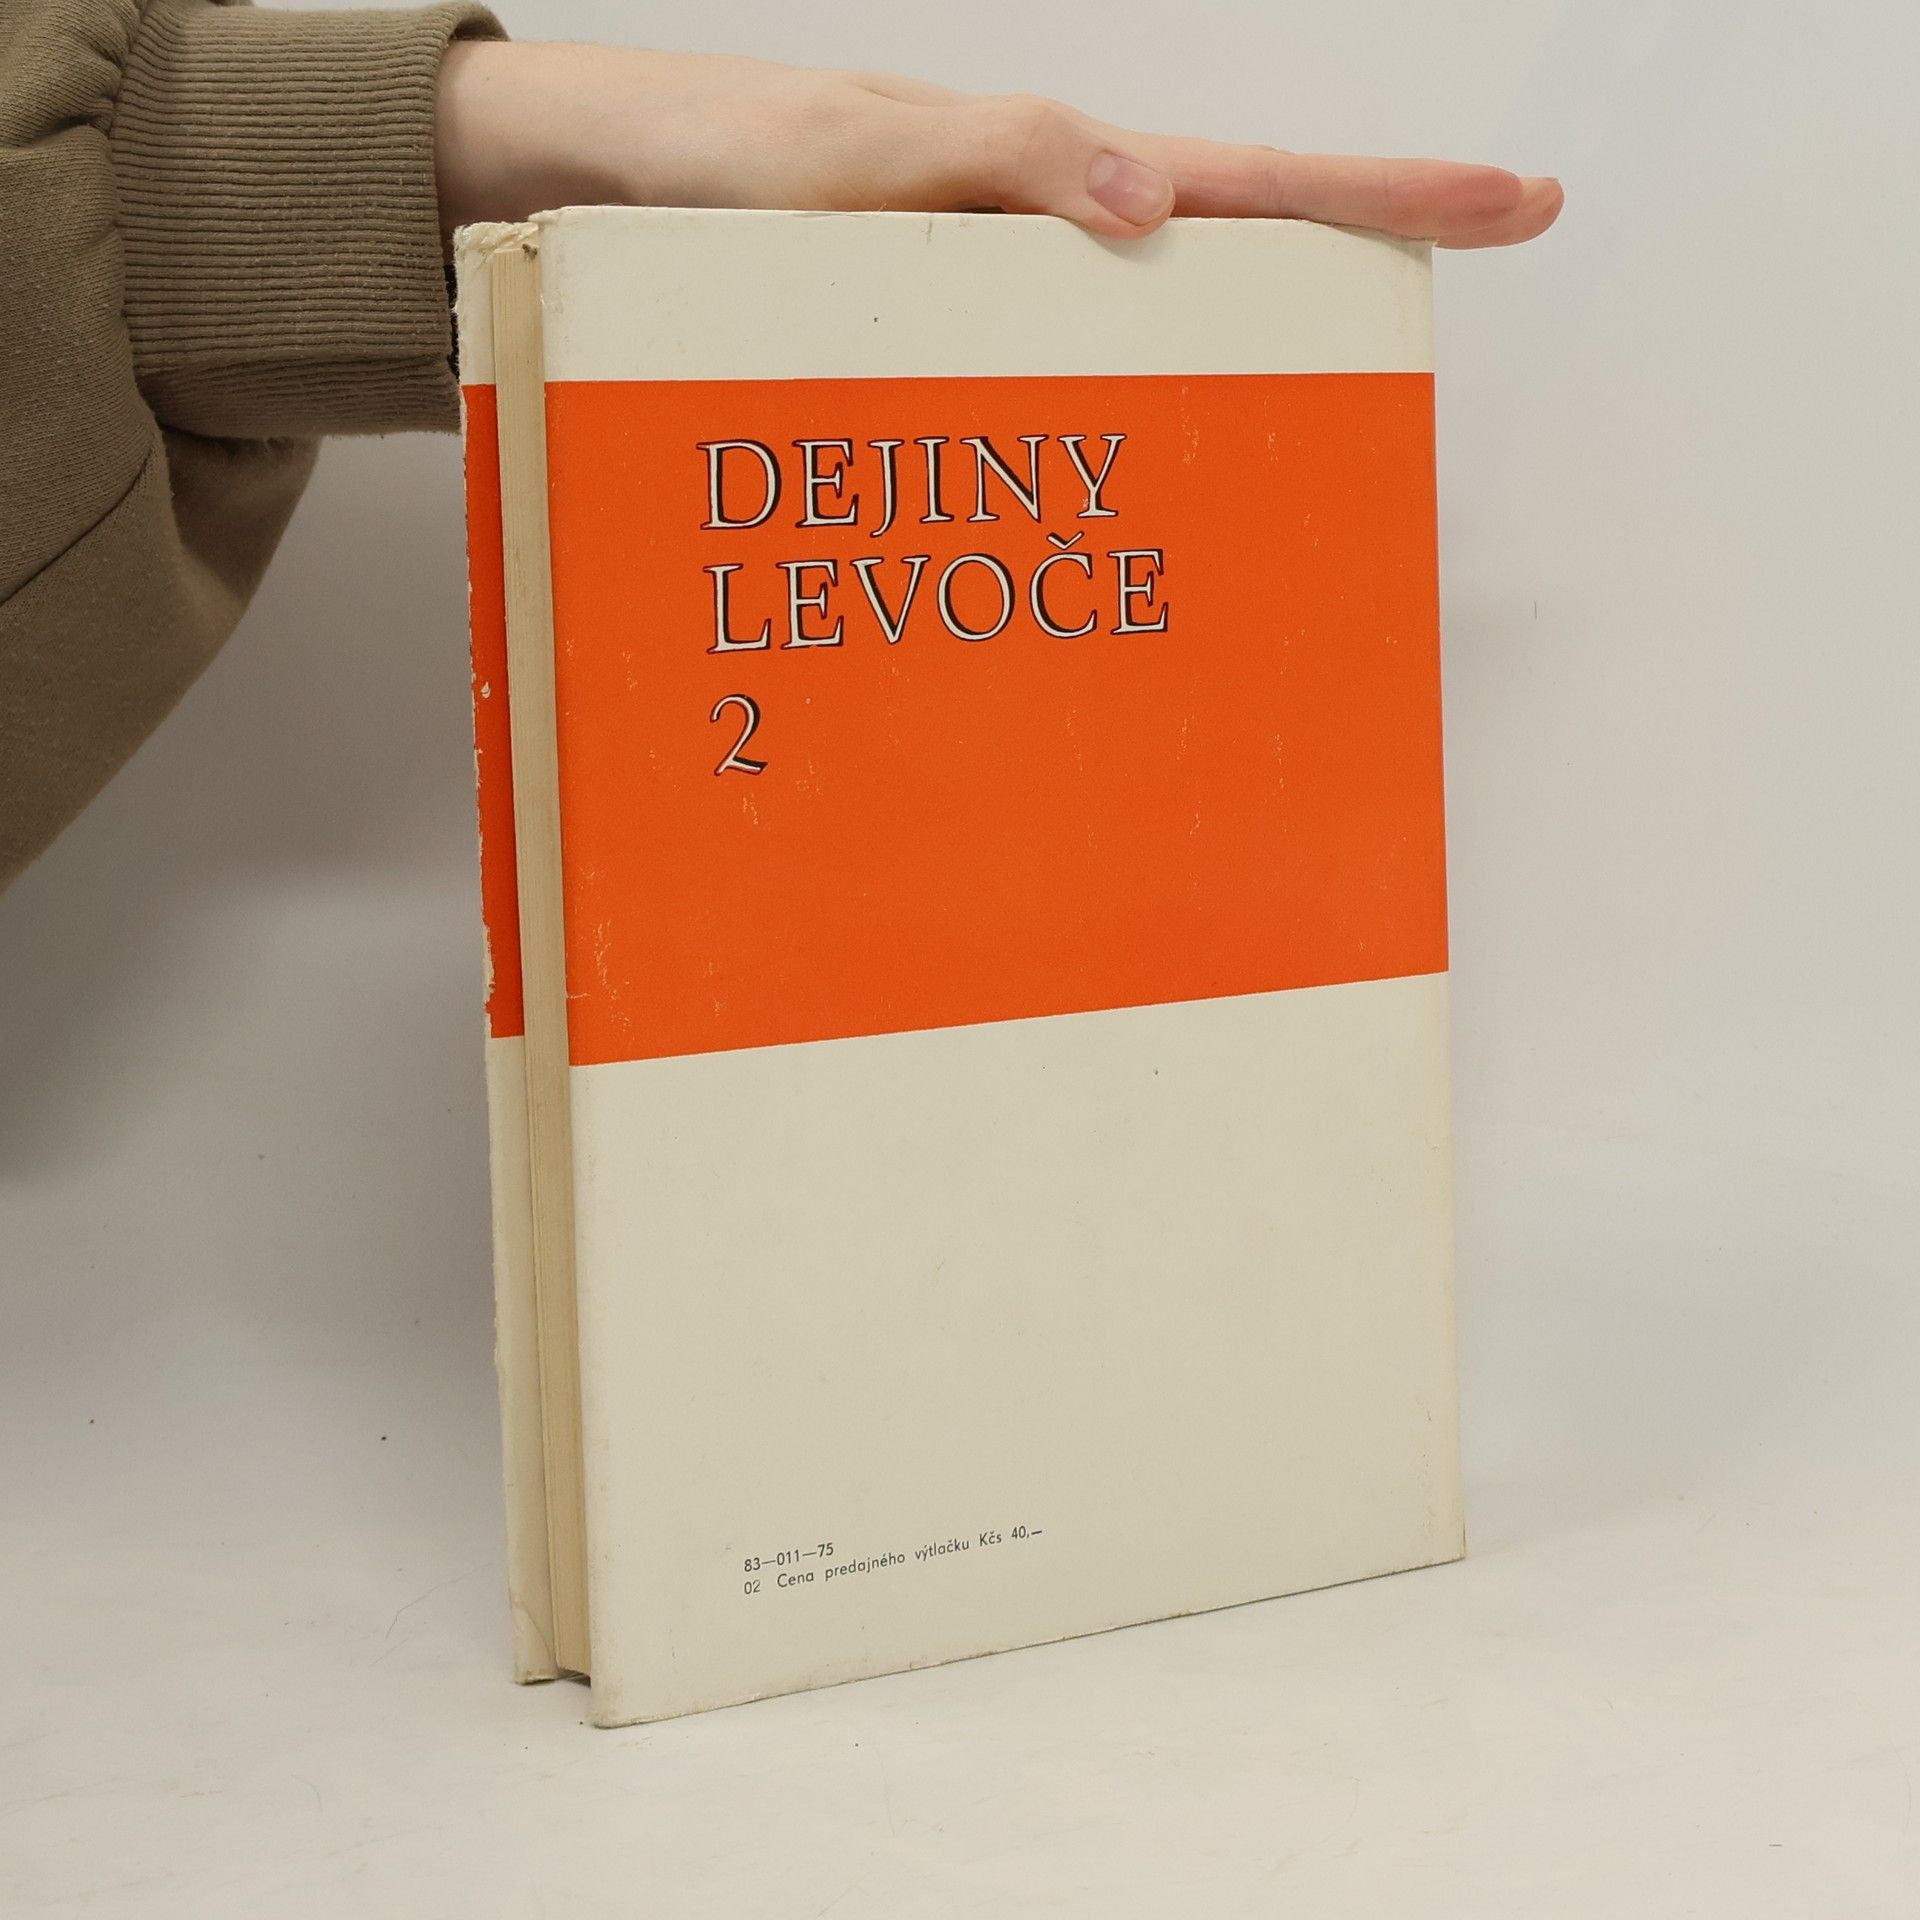 DEJINY
LEVOČE
2
83—011—75
02 Cena predajného výtlačku Kčs 40,—